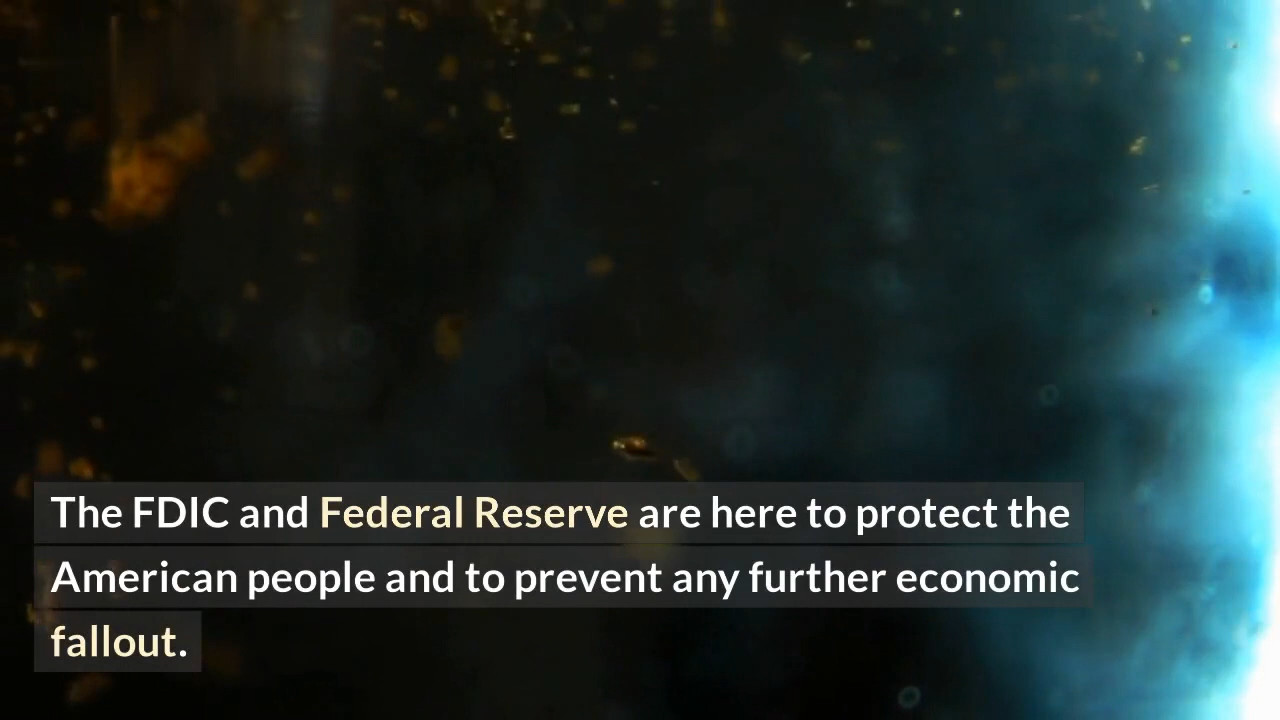 The FDIC and Federal Reserve are here to protect the
American people and to prevent any further economic
fallout.